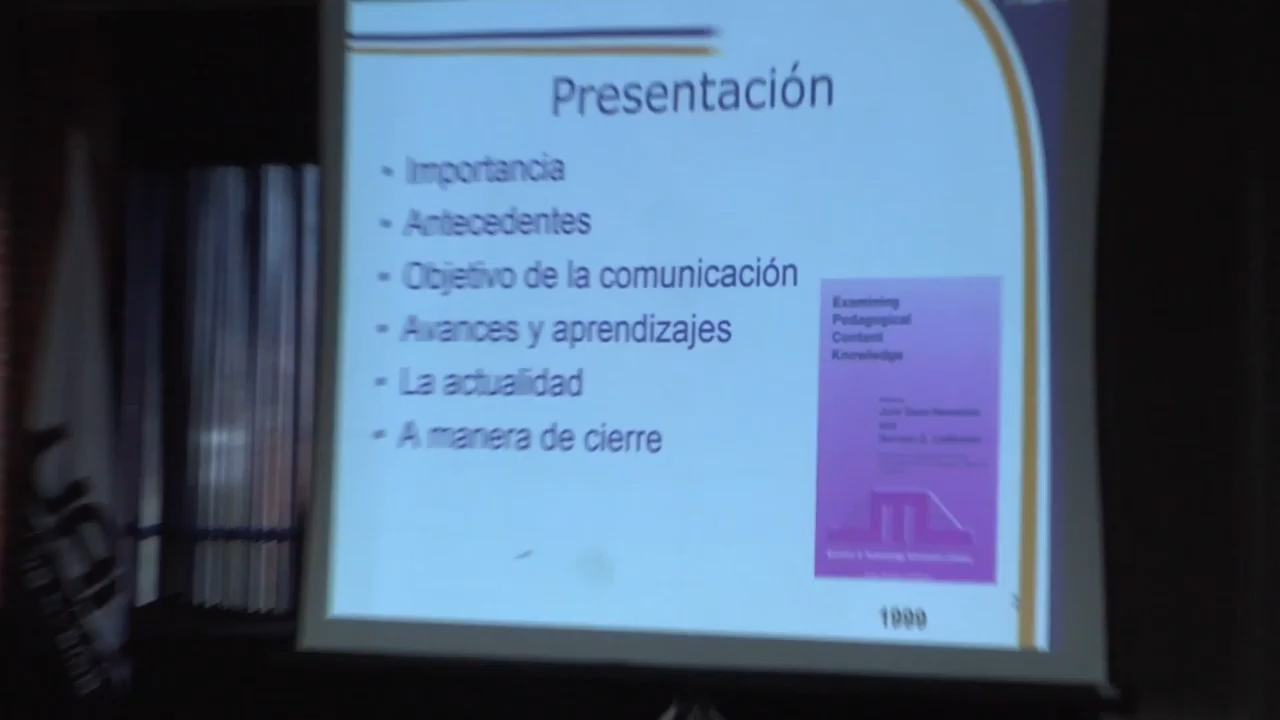 Presentación
- Importancia
- Antecedentes
- Objetivo de la comunicación
- Avances y aprendizajes
- La actualidad
- A manera de cierre
Examining
Pedagogical
Content
Knowledge
and
1999